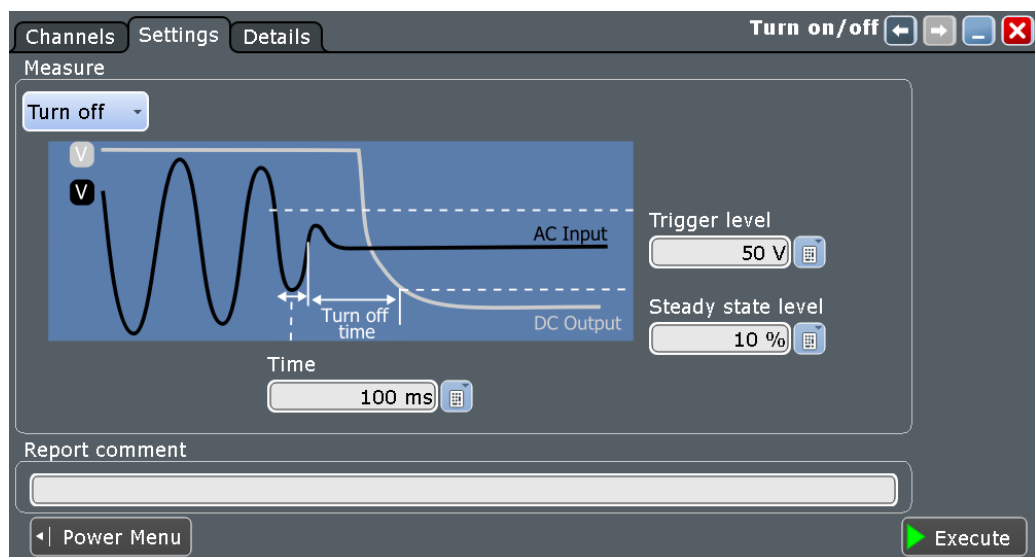 Channels Settings Details Turn on/off
Measure
Turn off
V
V
AC Input
Turn off
time
DC Output
Trigger level
50 V
Steady state level
10 %
Time
100 ms
Report comment
Power Menu
Execute